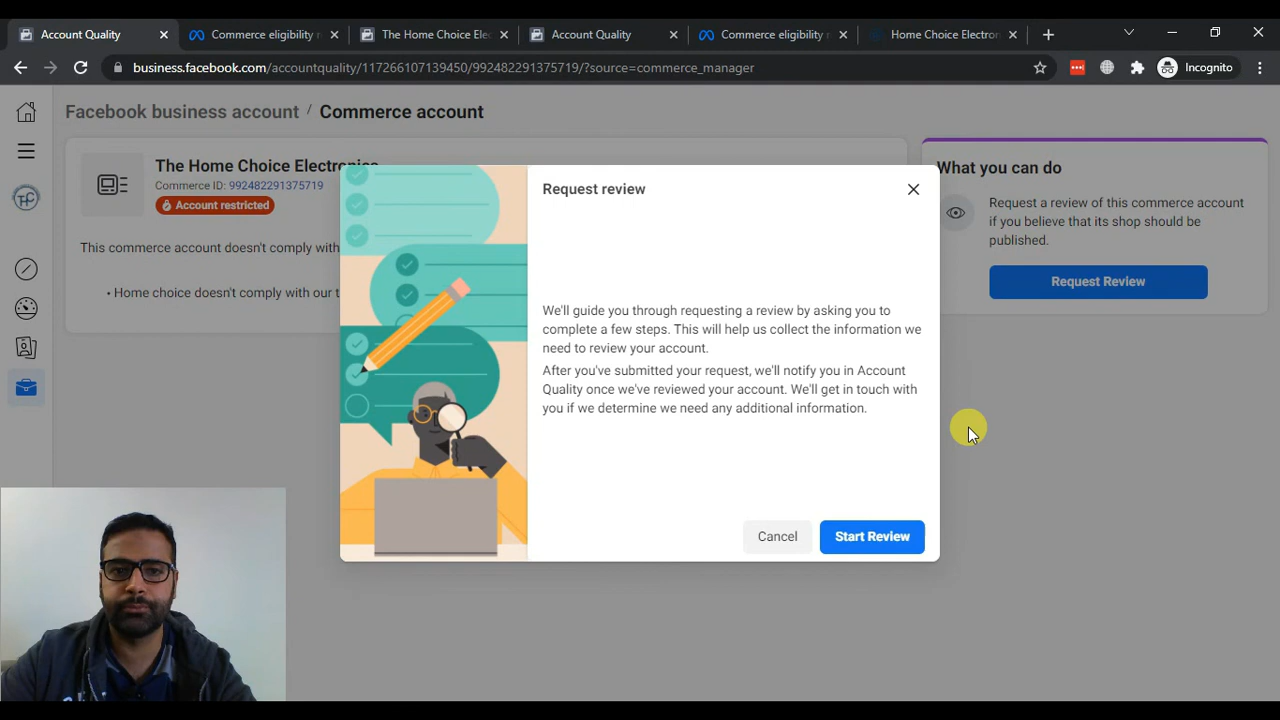 Account Quality
Commerce eligibility r
The Home Choice Elec
Account Quality
Commerce eligibility r
Home Choice Electron
business.facebook.com/accountquality/117266107139450/992482291375719/?source=commerce_manager
Incognito
Facebook business account / Commerce account
The Home Choice Electronics
Commerce ID: 992482291375719
Account restricted
This commerce account doesn't comply with
• Home choice doesn't comply with our t
Request review
We'll guide you through requesting a review by asking you to
complete a few steps. This will help us collect the information we
need to review your account.
After you've submitted your request, we'll notify you in Account
Quality once we've reviewed your account. We'll get in touch with
you if we determine we need any additional information.
Cancel
Start Review
What you can do
Request a review of this commerce account
if you believe that its shop should be
published.
Request Review